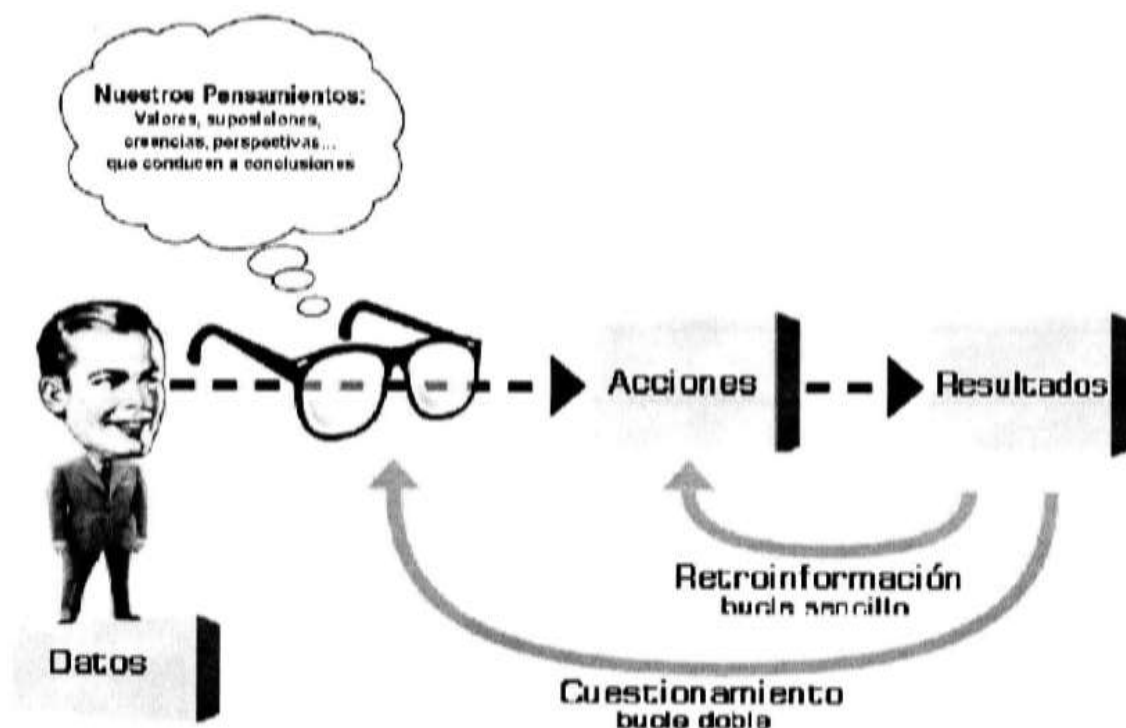 Nuestros Pensamientos:
Valores, suposiciones,
creencias, perspectivas...
que conducen a conclusiones
Acciones
Resultados
Retroinformación
bucle sencillo
Datos
Cuestionamiento
bucle doble